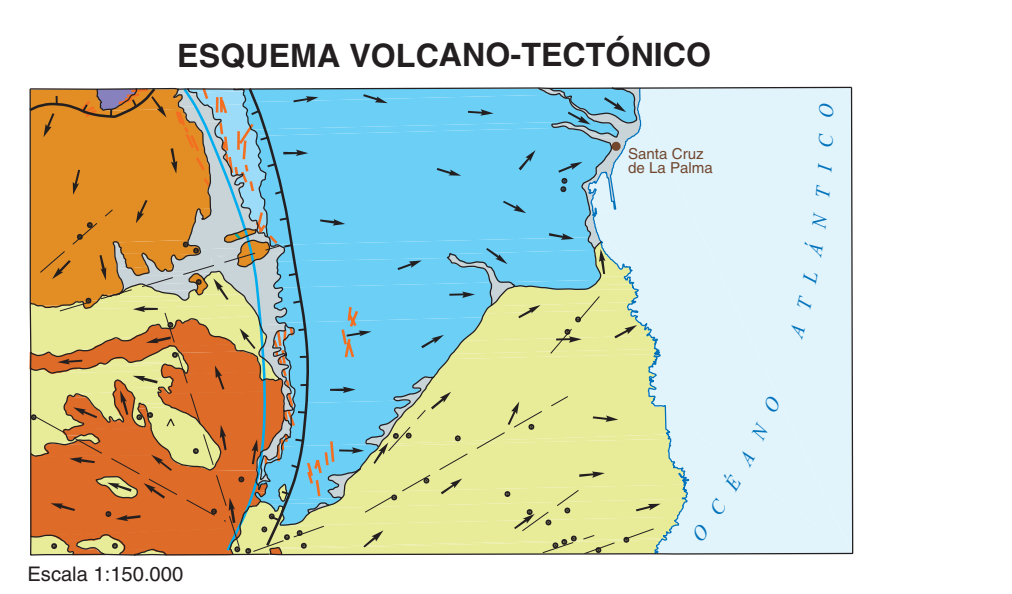 ESQUEMA VOLCANO-TECTÓNICO
Santa Cruz
de La Palma
OCÉANO ATLÁNTICO
Escala 1:150.000